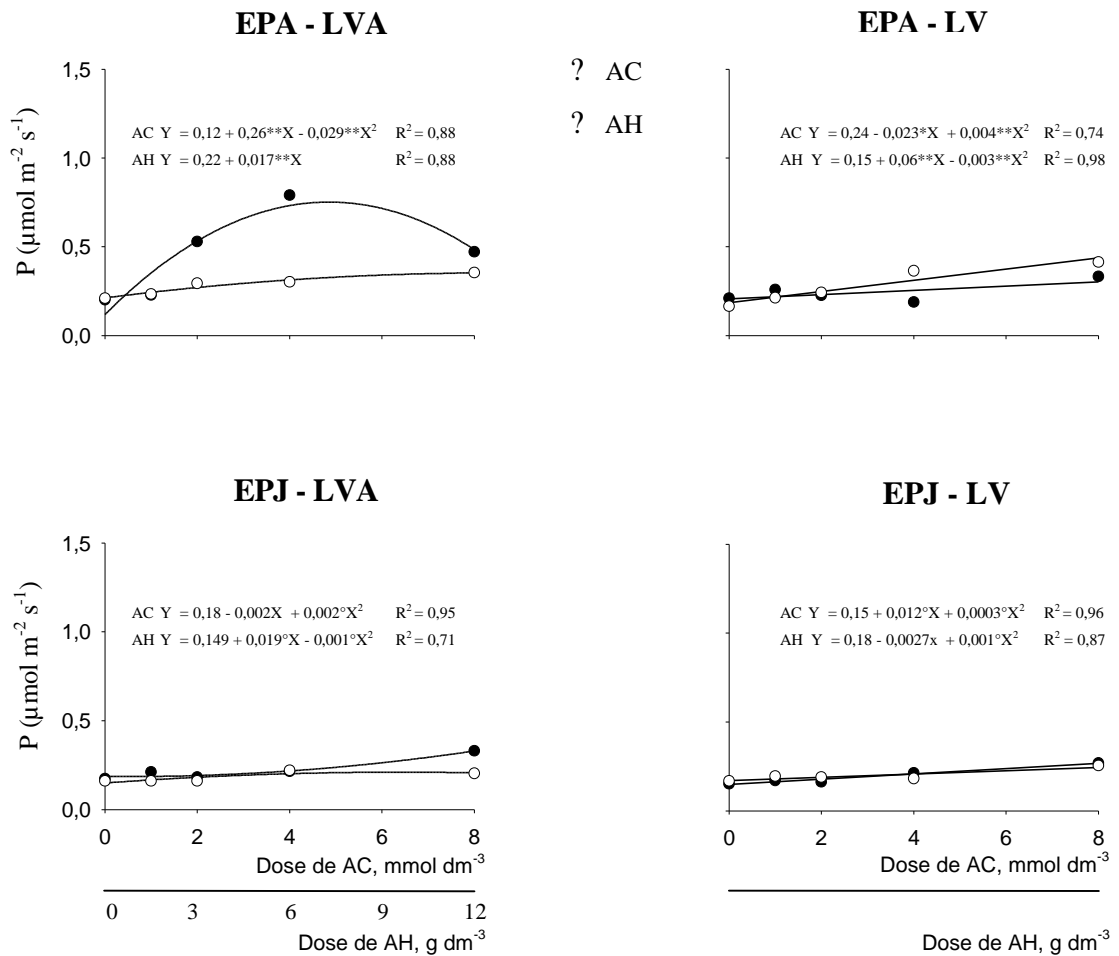 EPA - LVA
EPA - LV
? AC
? AH
1,5
1,0
0,5
0,0
P (µmol m⁻² s⁻¹)
AC Y = 0,12 + 0,26**X - 0,029**X² R² = 0,88
AH Y = 0,22 + 0,017**X R² = 0,88
AC Y = 0,24 - 0,023*X + 0,004**X² R² = 0,74
AH Y = 0,15 + 0,06**X - 0,003**X² R² = 0,98
EPJ - LVA
EPJ - LV
1,5
1,0
0,5
0,0
P (µmol m⁻² s⁻¹)
AC Y = 0,18 - 0,002X + 0,002°X² R² = 0,95
AH Y = 0,149 + 0,019°X - 0,001°X² R² = 0,71
AC Y = 0,15 + 0,012°X + 0,0003°X² R² = 0,96
AH Y = 0,18 - 0,0027x + 0,001°X² R² = 0,87
0 2 4 6 8
Dose de AC, mmol dm⁻³
0 3 6 9 12
Dose de AH, g dm⁻³
0 2 4 6 8
Dose de AC, mmol dm⁻³
Dose de AH, g dm⁻³